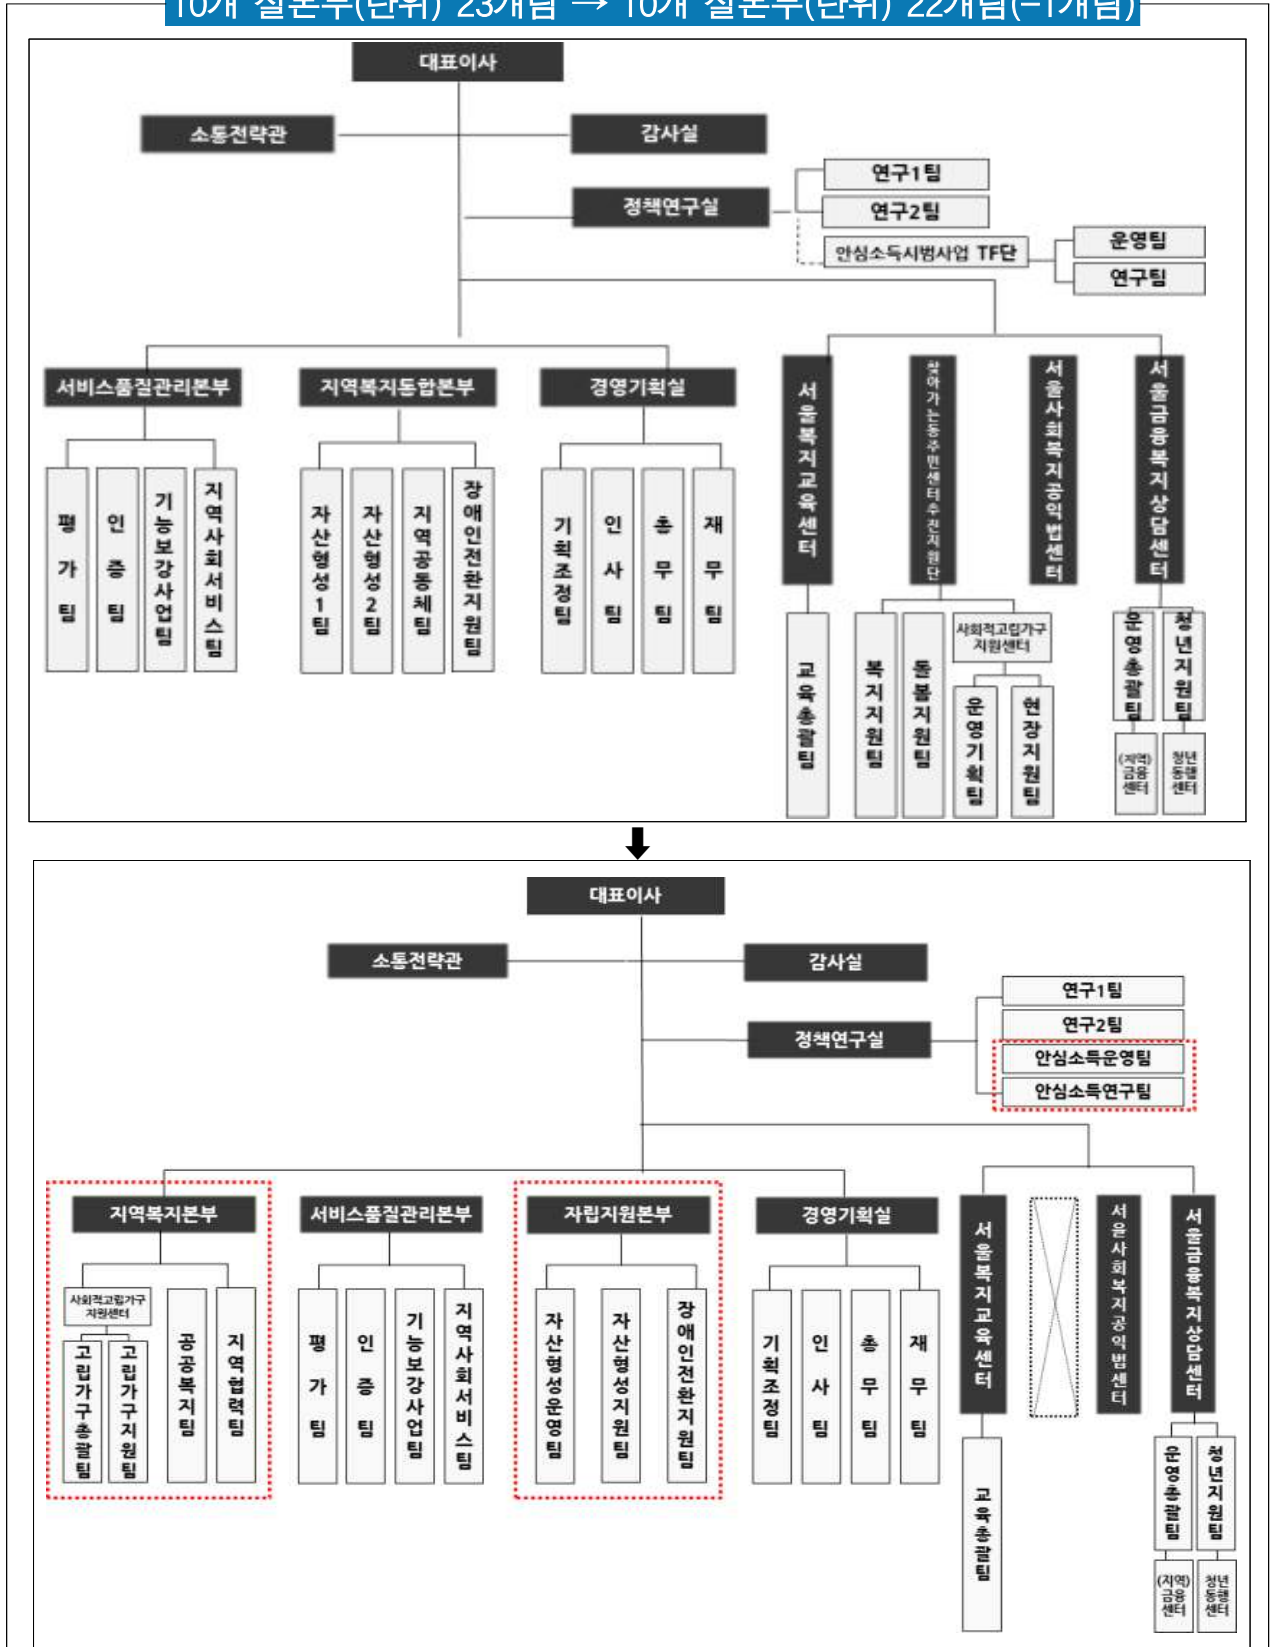 10개 실본부(단위) 23개팀 → 10개 실본부(단위) 22개팀(-1개팀)
대표이사
소통전략관
감사실
정책연구실
연구1팀
연구2팀
안심소득시범사업 TF단
운영팀
연구팀
서비스품질관리본부
지역복지통합본부
경영기획실
평가팀
인증팀
기능보강사업팀
지역사회서비스팀
자산형성1팀
자산형성2팀
지역공동체팀
장애인전환지원팀
기획조정팀
인사팀
총무팀
재무팀
서울복지교육센터
찾아가는동주민센터추진지원단
서울사회복지공익법센터
서울금융복지상담센터
교육총괄팀
복지지원팀
돌봄지원팀
사회적고립가구
지원센터
운영기획팀
현장지원팀
운영총괄팀
청년지원팀
(지역)
금융
센터
청년
동행
센터
대표이사
소통전략관
감사실
정책연구실
연구1팀
연구2팀
안심소득운영팀
안심소득연구팀
지역복지본부
서비스품질관리본부
자립지원본부
경영기획실
사회적고립가구
지원센터
고립가구총괄팀
고립가구지원팀
공공복지팀
지역협력팀
평가팀
인증팀
기능보강사업팀
지역사회서비스팀
자산형성운영팀
자산형성지원팀
장애인전환지원팀
기획조정팀
인사팀
총무팀
재무팀
서울복지교육센터
서울사회복지공익법센터
서울금융복지상담센터
교육총괄팀
운영총괄팀
청년지원팀
(지역)
금융
센터
청년
동행
센터